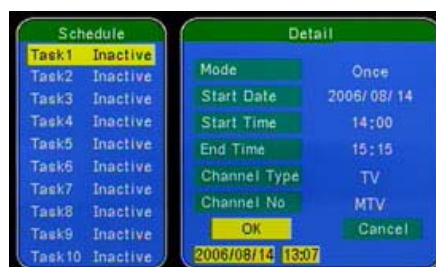 Schedule
Task1 Inactive
Task2 Inactive
Task3 Inactive
Task4 Inactive
Task5 Inactive
Task6 Inactive
Task7 Inactive
Task8 Inactive
Task9 Inactive
Task10 Inactive
Detail
Mode Once
Start Date 2006/08/14
Start Time 14:00
End Time 15:15
Channel Type TV
Channel No MTV
OK Cancel
2006/08/14 13:07